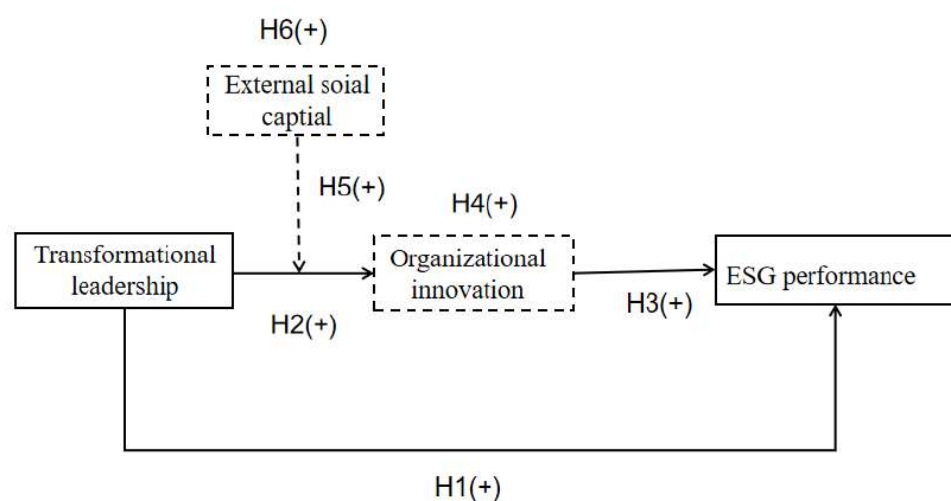 H6(+)
External soial
captial
H5(+)
H4(+)
Transformational
leadership
Organizational
innovation
ESG performance
H2(+)
H3(+)
H1(+)